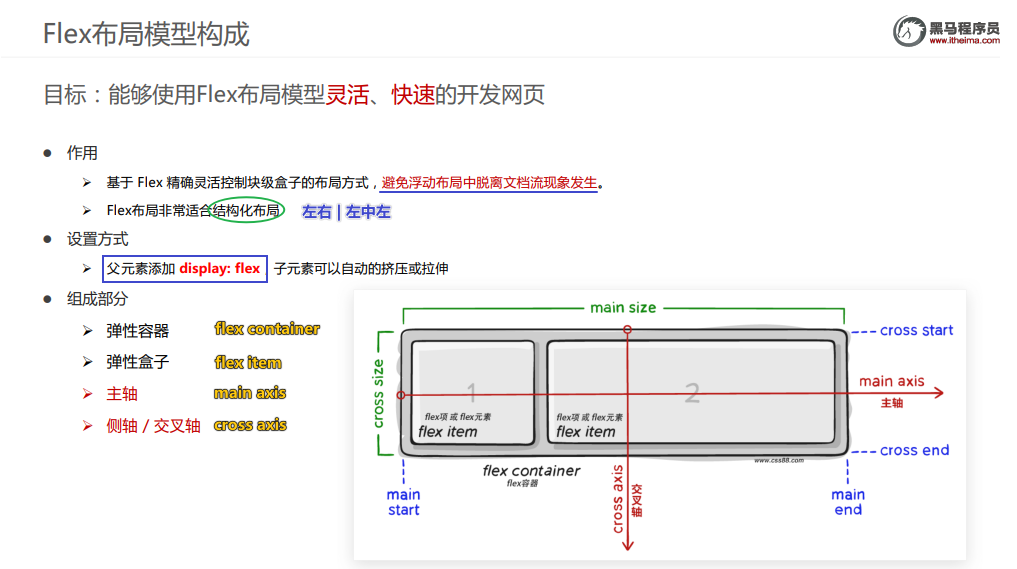 Flex布局模型构成
黑马程序员
www.itheima.com
目标：能够使用Flex布局模型灵活、快速的开发网页
作用
基于 Flex 精确灵活控制块级盒子的布局方式，避免浮动布局中脱离文档流现象发生。
Flex布局非常适合结构化布局 左右 | 左中左
设置方式
父元素添加 display: flex 子元素可以自动的挤压或拉伸
组成部分
弹性容器 flex container
弹性盒子 flex item
主轴 main axis
侧轴 / 交叉轴 cross axis
main size
cross start
cross size
1
2
main axis
主轴
flex项 或 flex元素
flex item
flex项 或 flex元素
flex item
cross end
www.css88.com
flex container
flex容器
cross axis
交叉轴
main
start
main
end